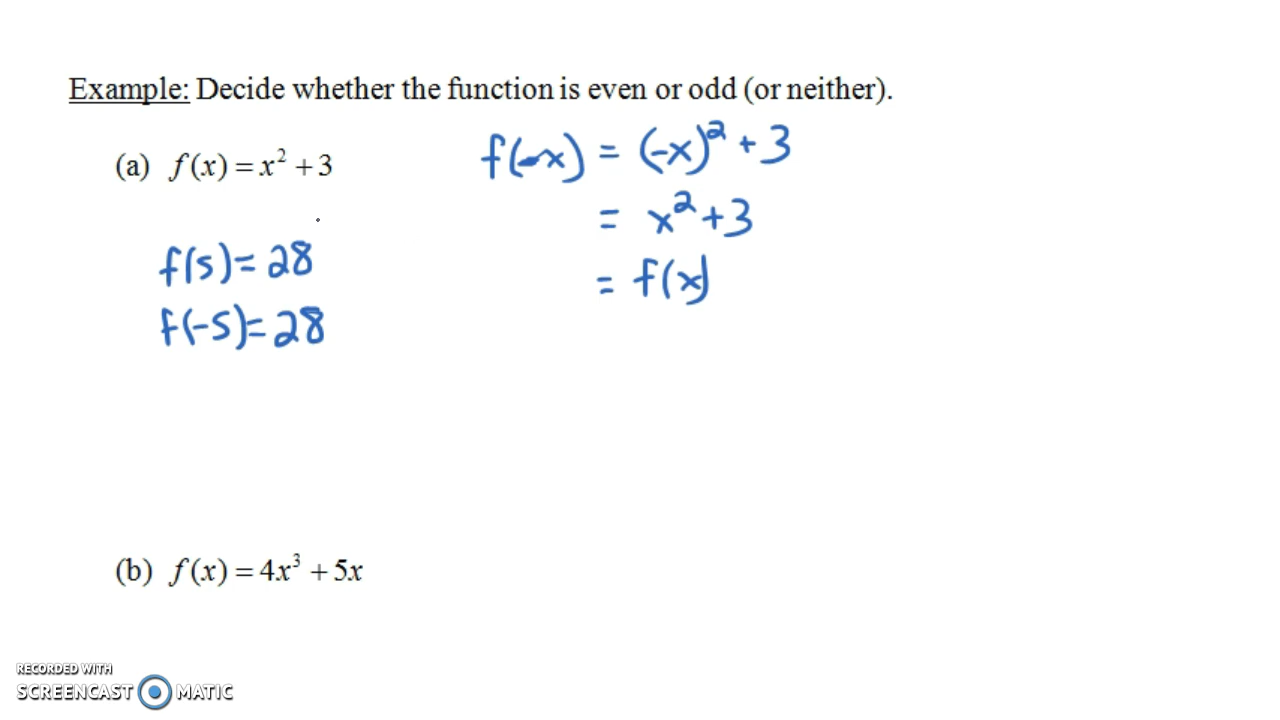 Example: Decide whether the function is even or odd (or neither).
(a) f(x) = x² + 3
f(-x) = (-x)² + 3
= x² + 3
= f(x)
f(5) = 28
f(-5) = 28
(b) f(x) = 4x³ + 5x
RECORDED WITH
SCREENCAST MATIC